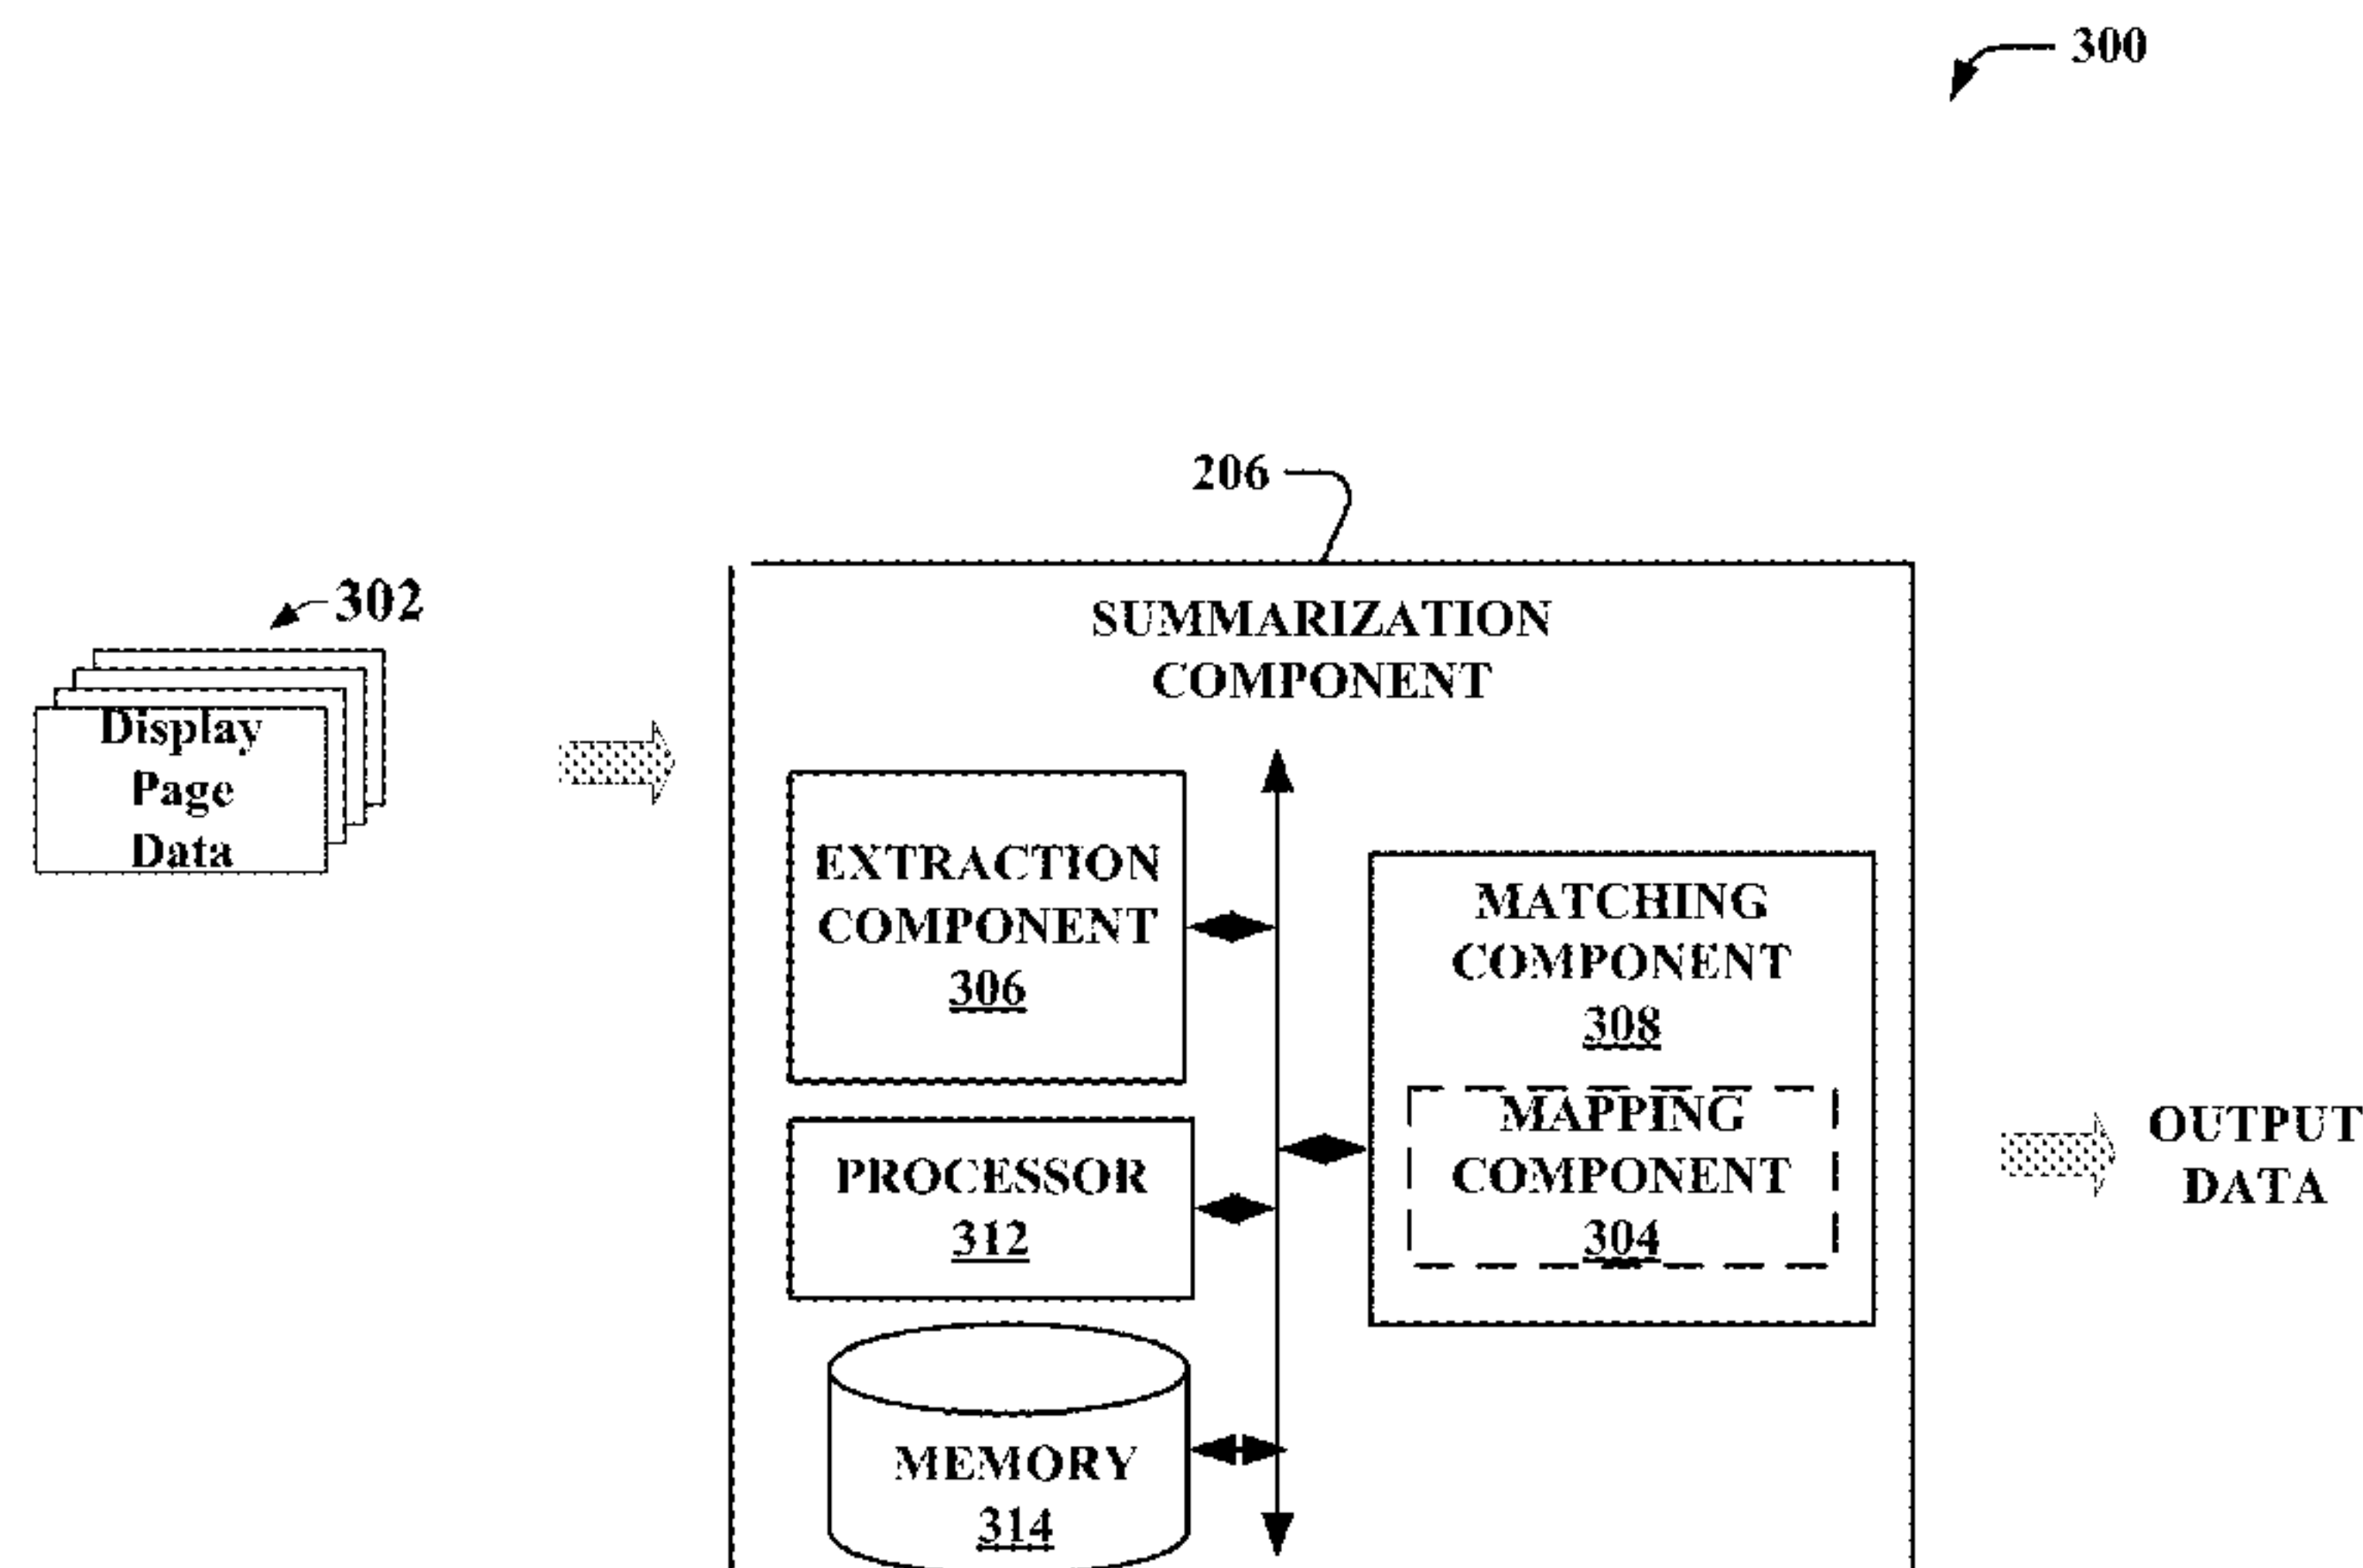 300
206
302
SUMMARIZATION
COMPONENT
Display
Page
Data
EXTRACTION
COMPONENT
306
MATCHING
COMPONENT
308
MAPPING
COMPONENT
304
PROCESSOR
312
OUTPUT
DATA
MEMORY
314